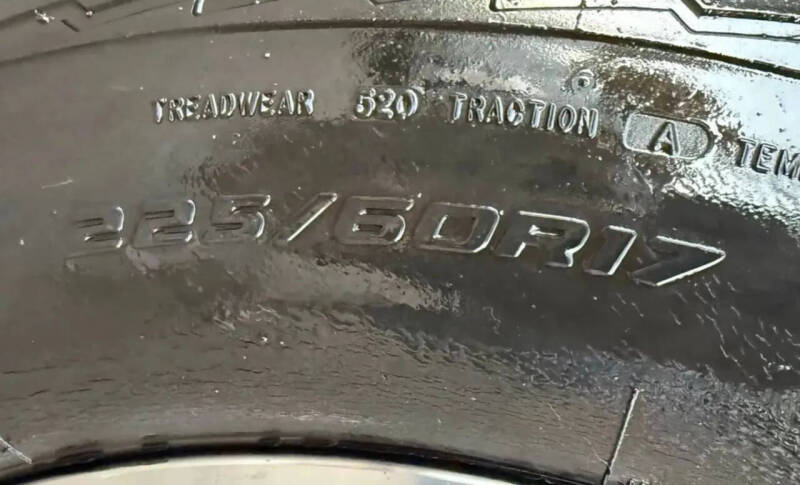 TREADWEAR 520 TRACTION A TEM
225/60R17